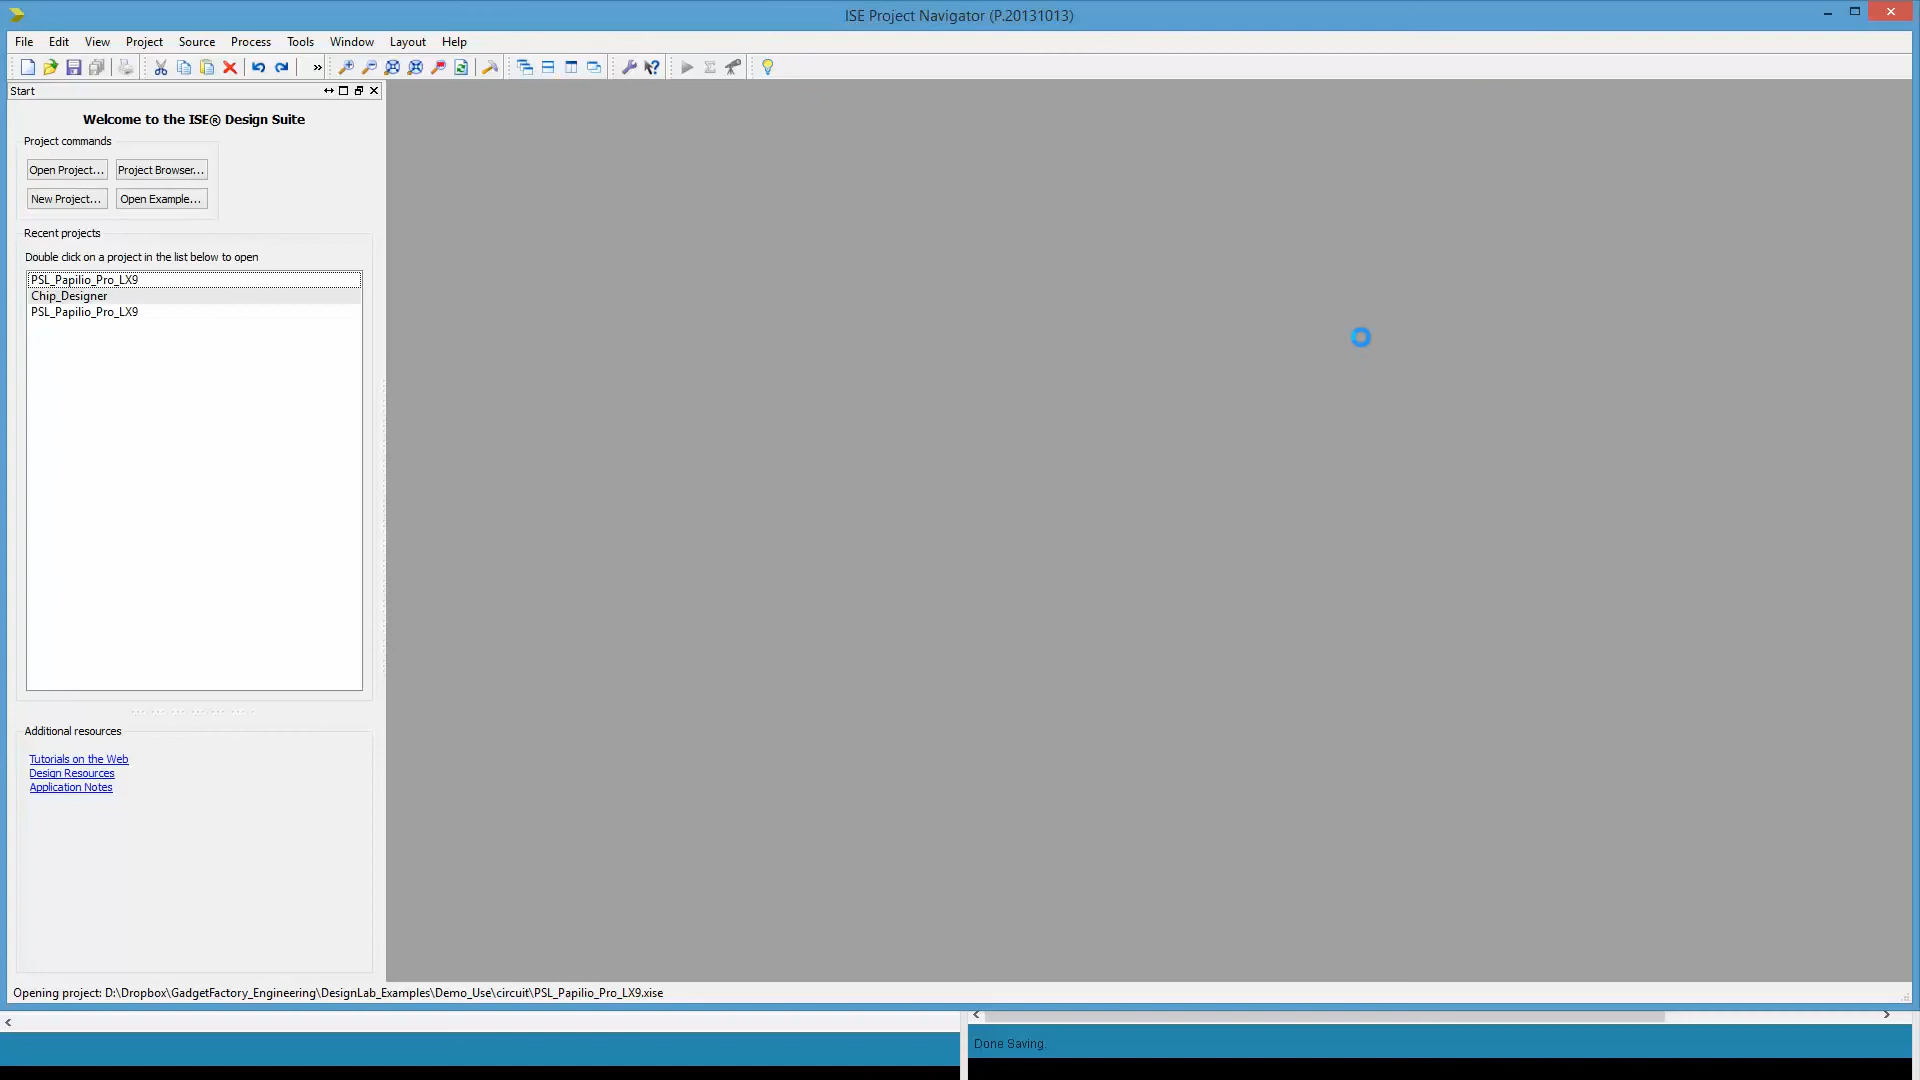 ISE Project Navigator (P.20131013)
File Edit View Project Source Process Tools Window Layout Help
Start
Welcome to the ISE® Design Suite
Project commands
Open Project... Project Browser...
New Project... Open Example...
Recent projects
Double click on a project in the list below to open
PSL_Papilio_Pro_LX9
Chip_Designer
PSL_Papilio_Pro_LX9
Additional resources
Tutorials on the Web
Design Resources
Application Notes
Opening project: D:\Dropbox\GadgetFactory_Engineering\DesignLab_Examples\Demo_Use\circuit\PSL_Papilio_Pro_LX9.xise
Done Saving.